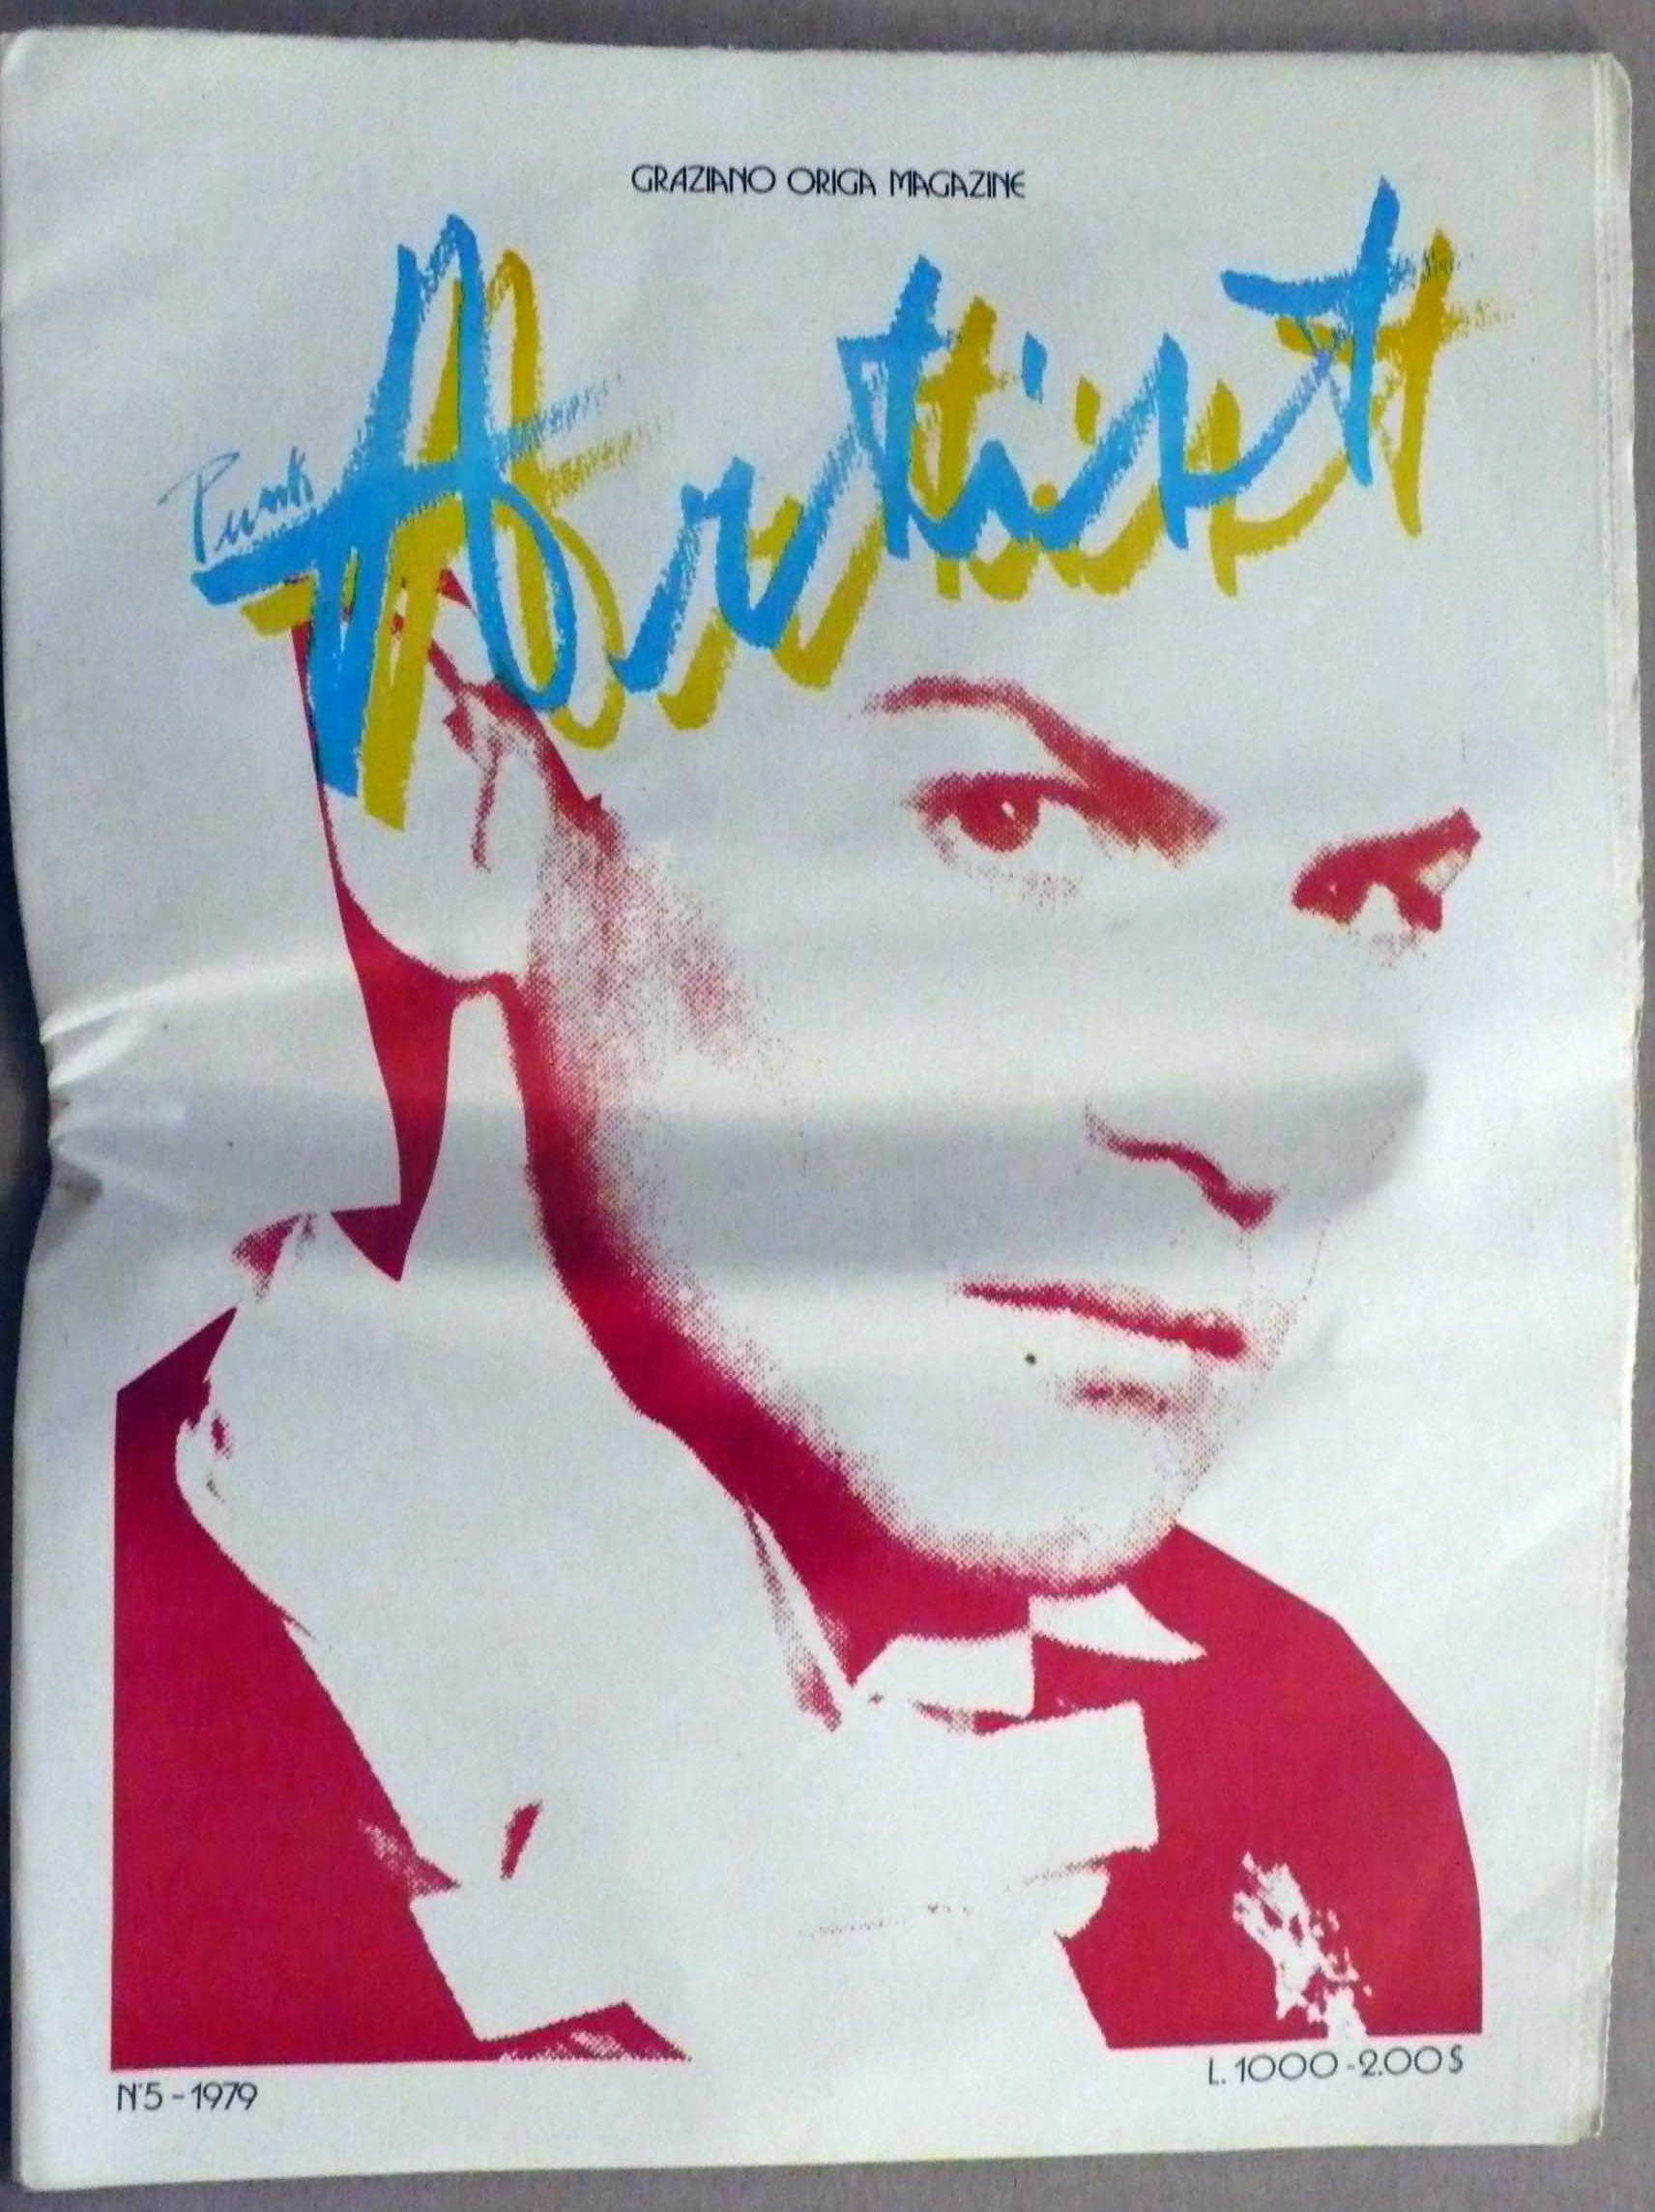 GRAZIANO ORIGA MAGAZINE
Punk
Artist
N°5 - 1979
L. 1000 - 2.00 $